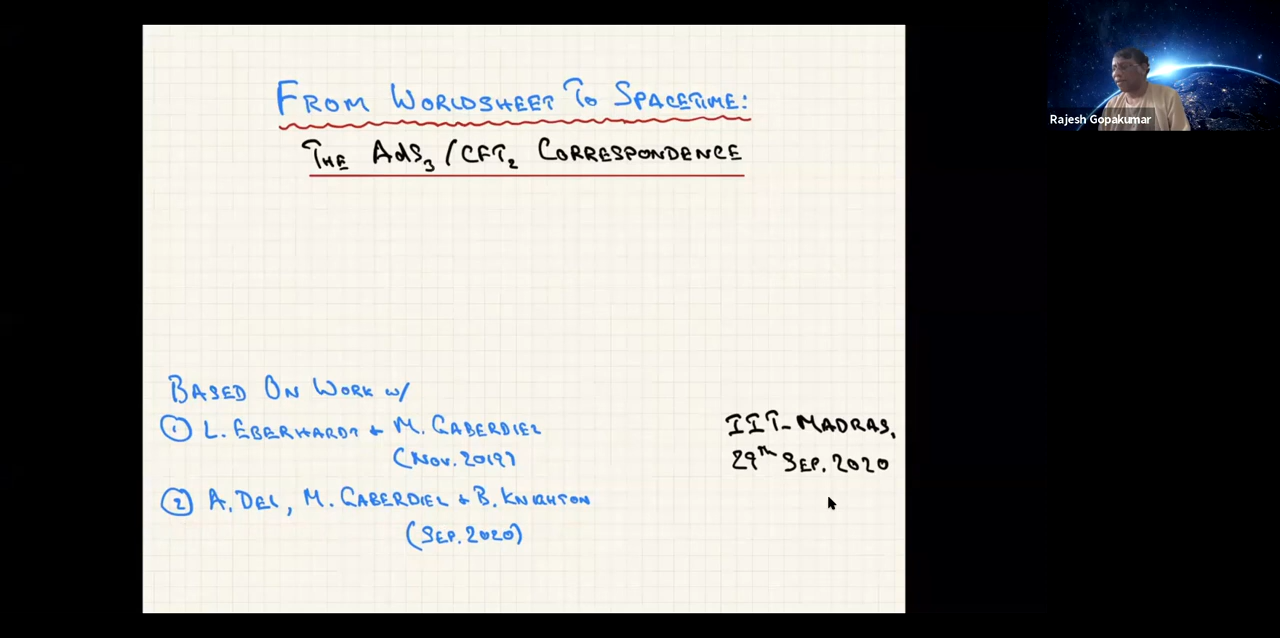 FROM WORLDSHEET TO SPACETIME:
THE AdS₃/CFT₂ CORRESPONDENCE
BASED ON WORK w/
① L. EBERHARDT + M. GABERDIEL
(NOV. 2019)
② A. DEI, M. GABERDIEL + B. KNIGHTON
(SEP. 2020)
IIT-MADRAS,
29th SEP. 2020
Rajesh Gopakumar